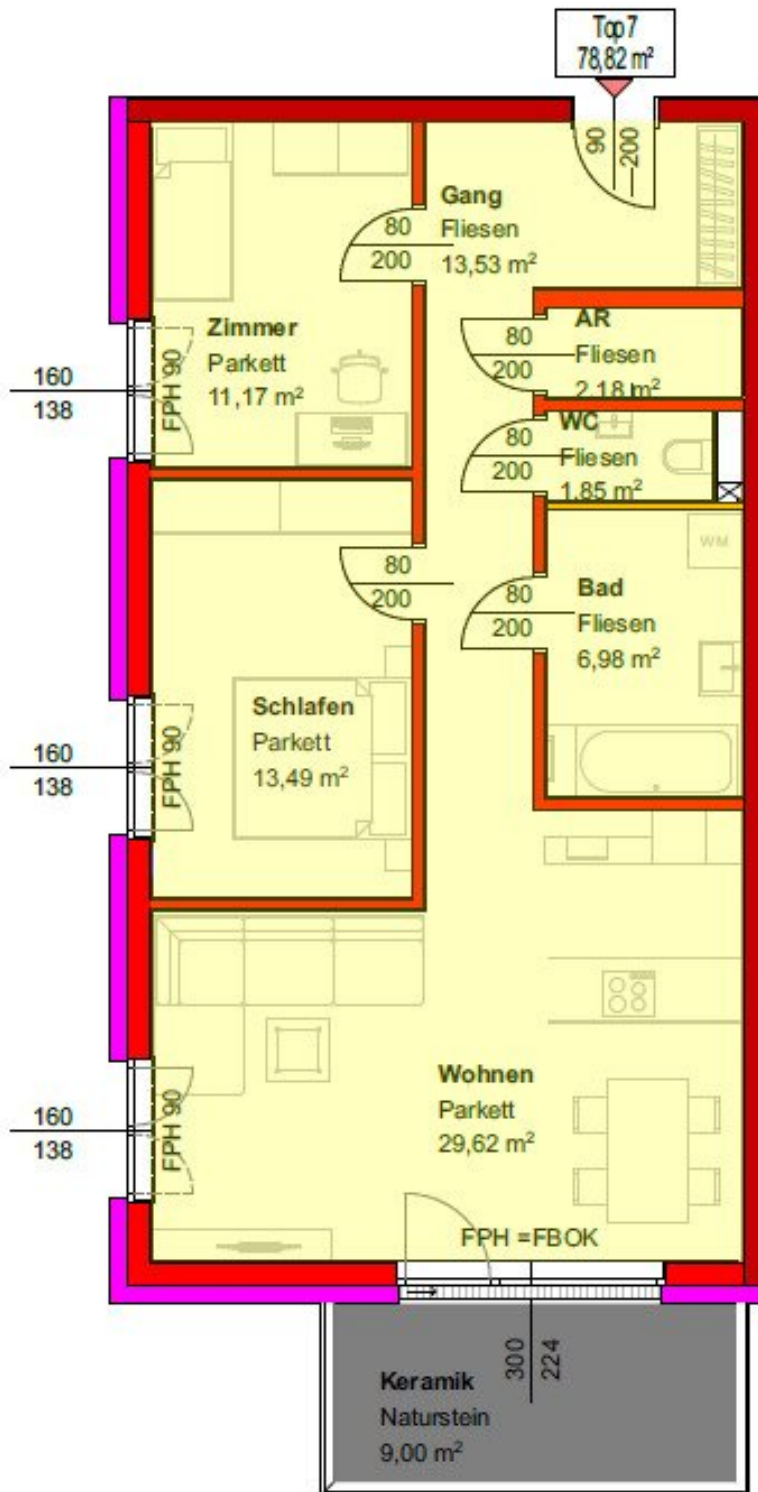 Top7
78,82 m²
90
200
Gang
Fliesen
13,53 m²
80
200
Zimmer
Parkett
11,17 m²
160
138
FPH 90
80
200
AR
Fliesen
2,18 m²
80
200
WC
Fliesen
1,85 m²
80
200
80
200
WM
Bad
Fliesen
6,98 m²
Schlafen
Parkett
13,49 m²
160
138
FPH 90
Wohnen
Parkett
29,62 m²
160
138
FPH 90
FPH =FBOK
300
224
Keramik
Naturstein
9,00 m²